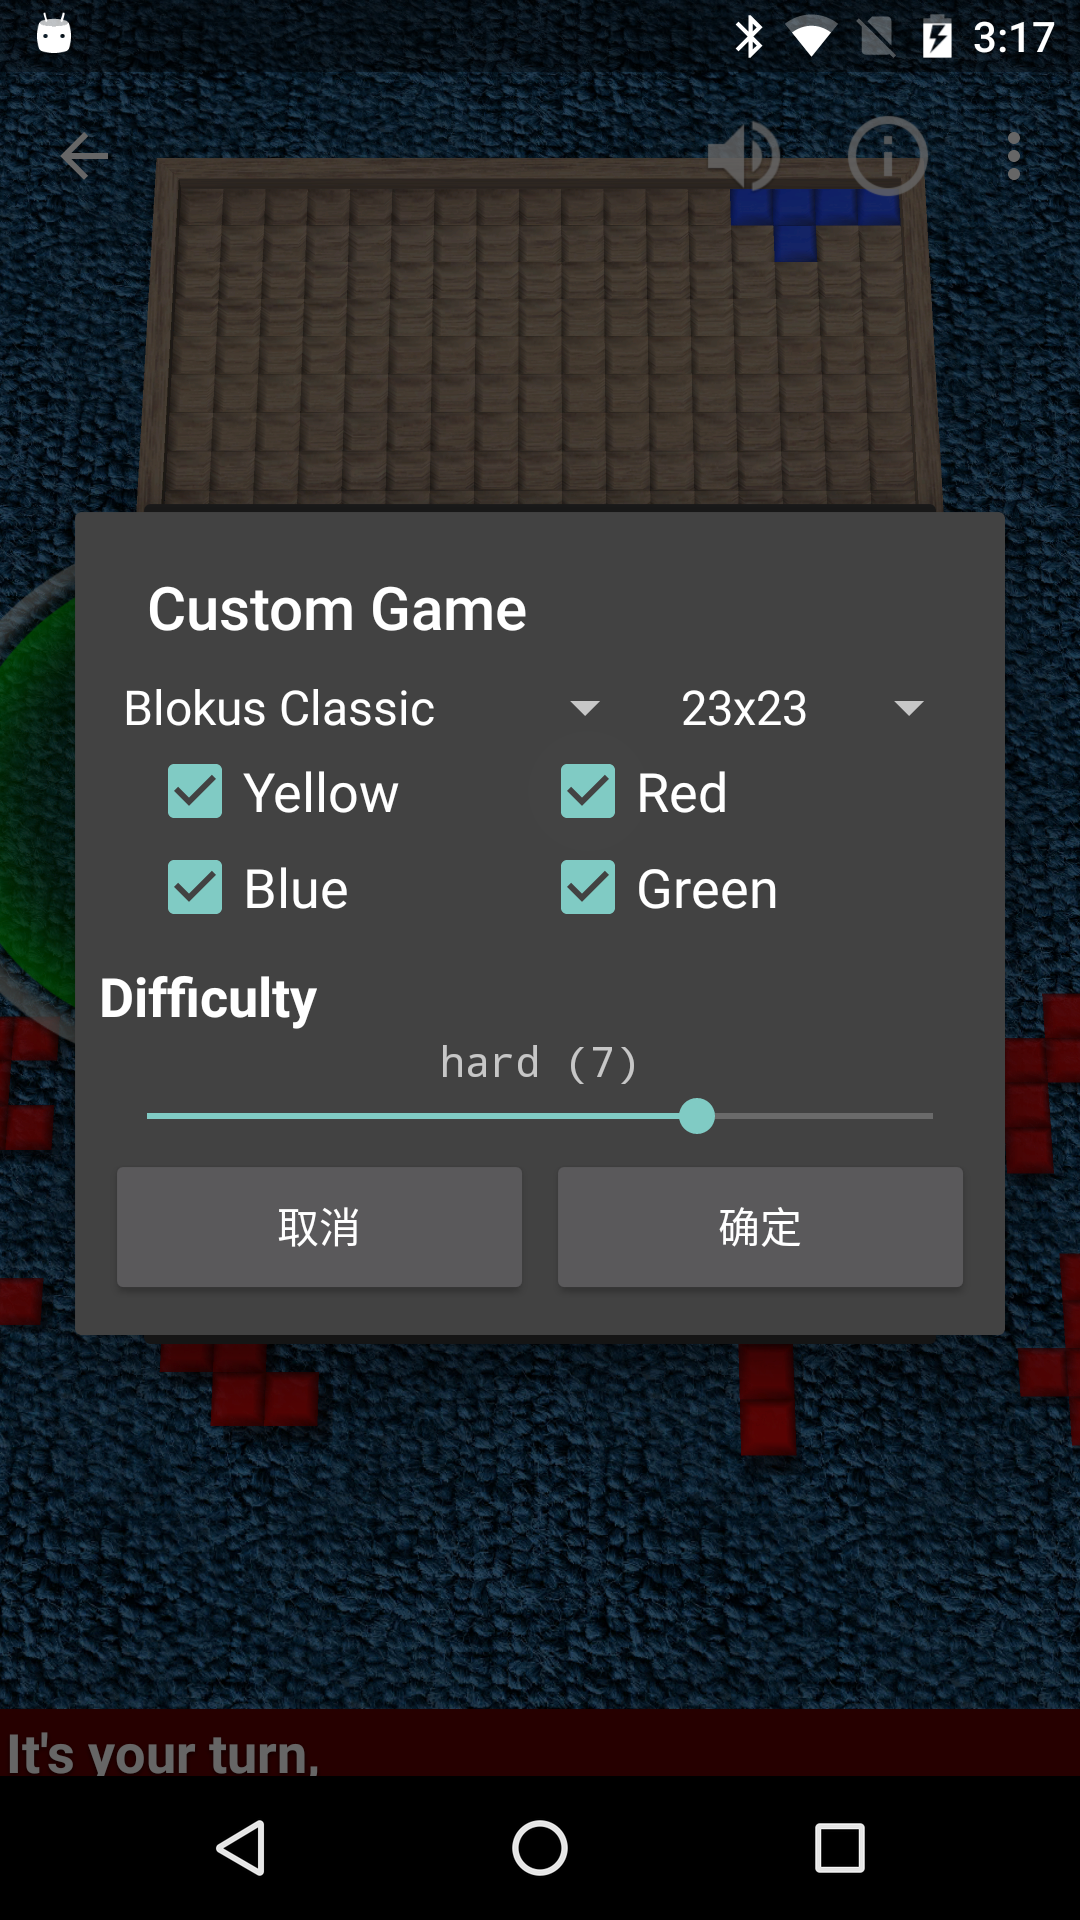 3:17
Custom Game
Blokus Classic 23x23
Yellow Red
Blue Green
Difficulty
hard (7)
取消 确定
It's your turn,